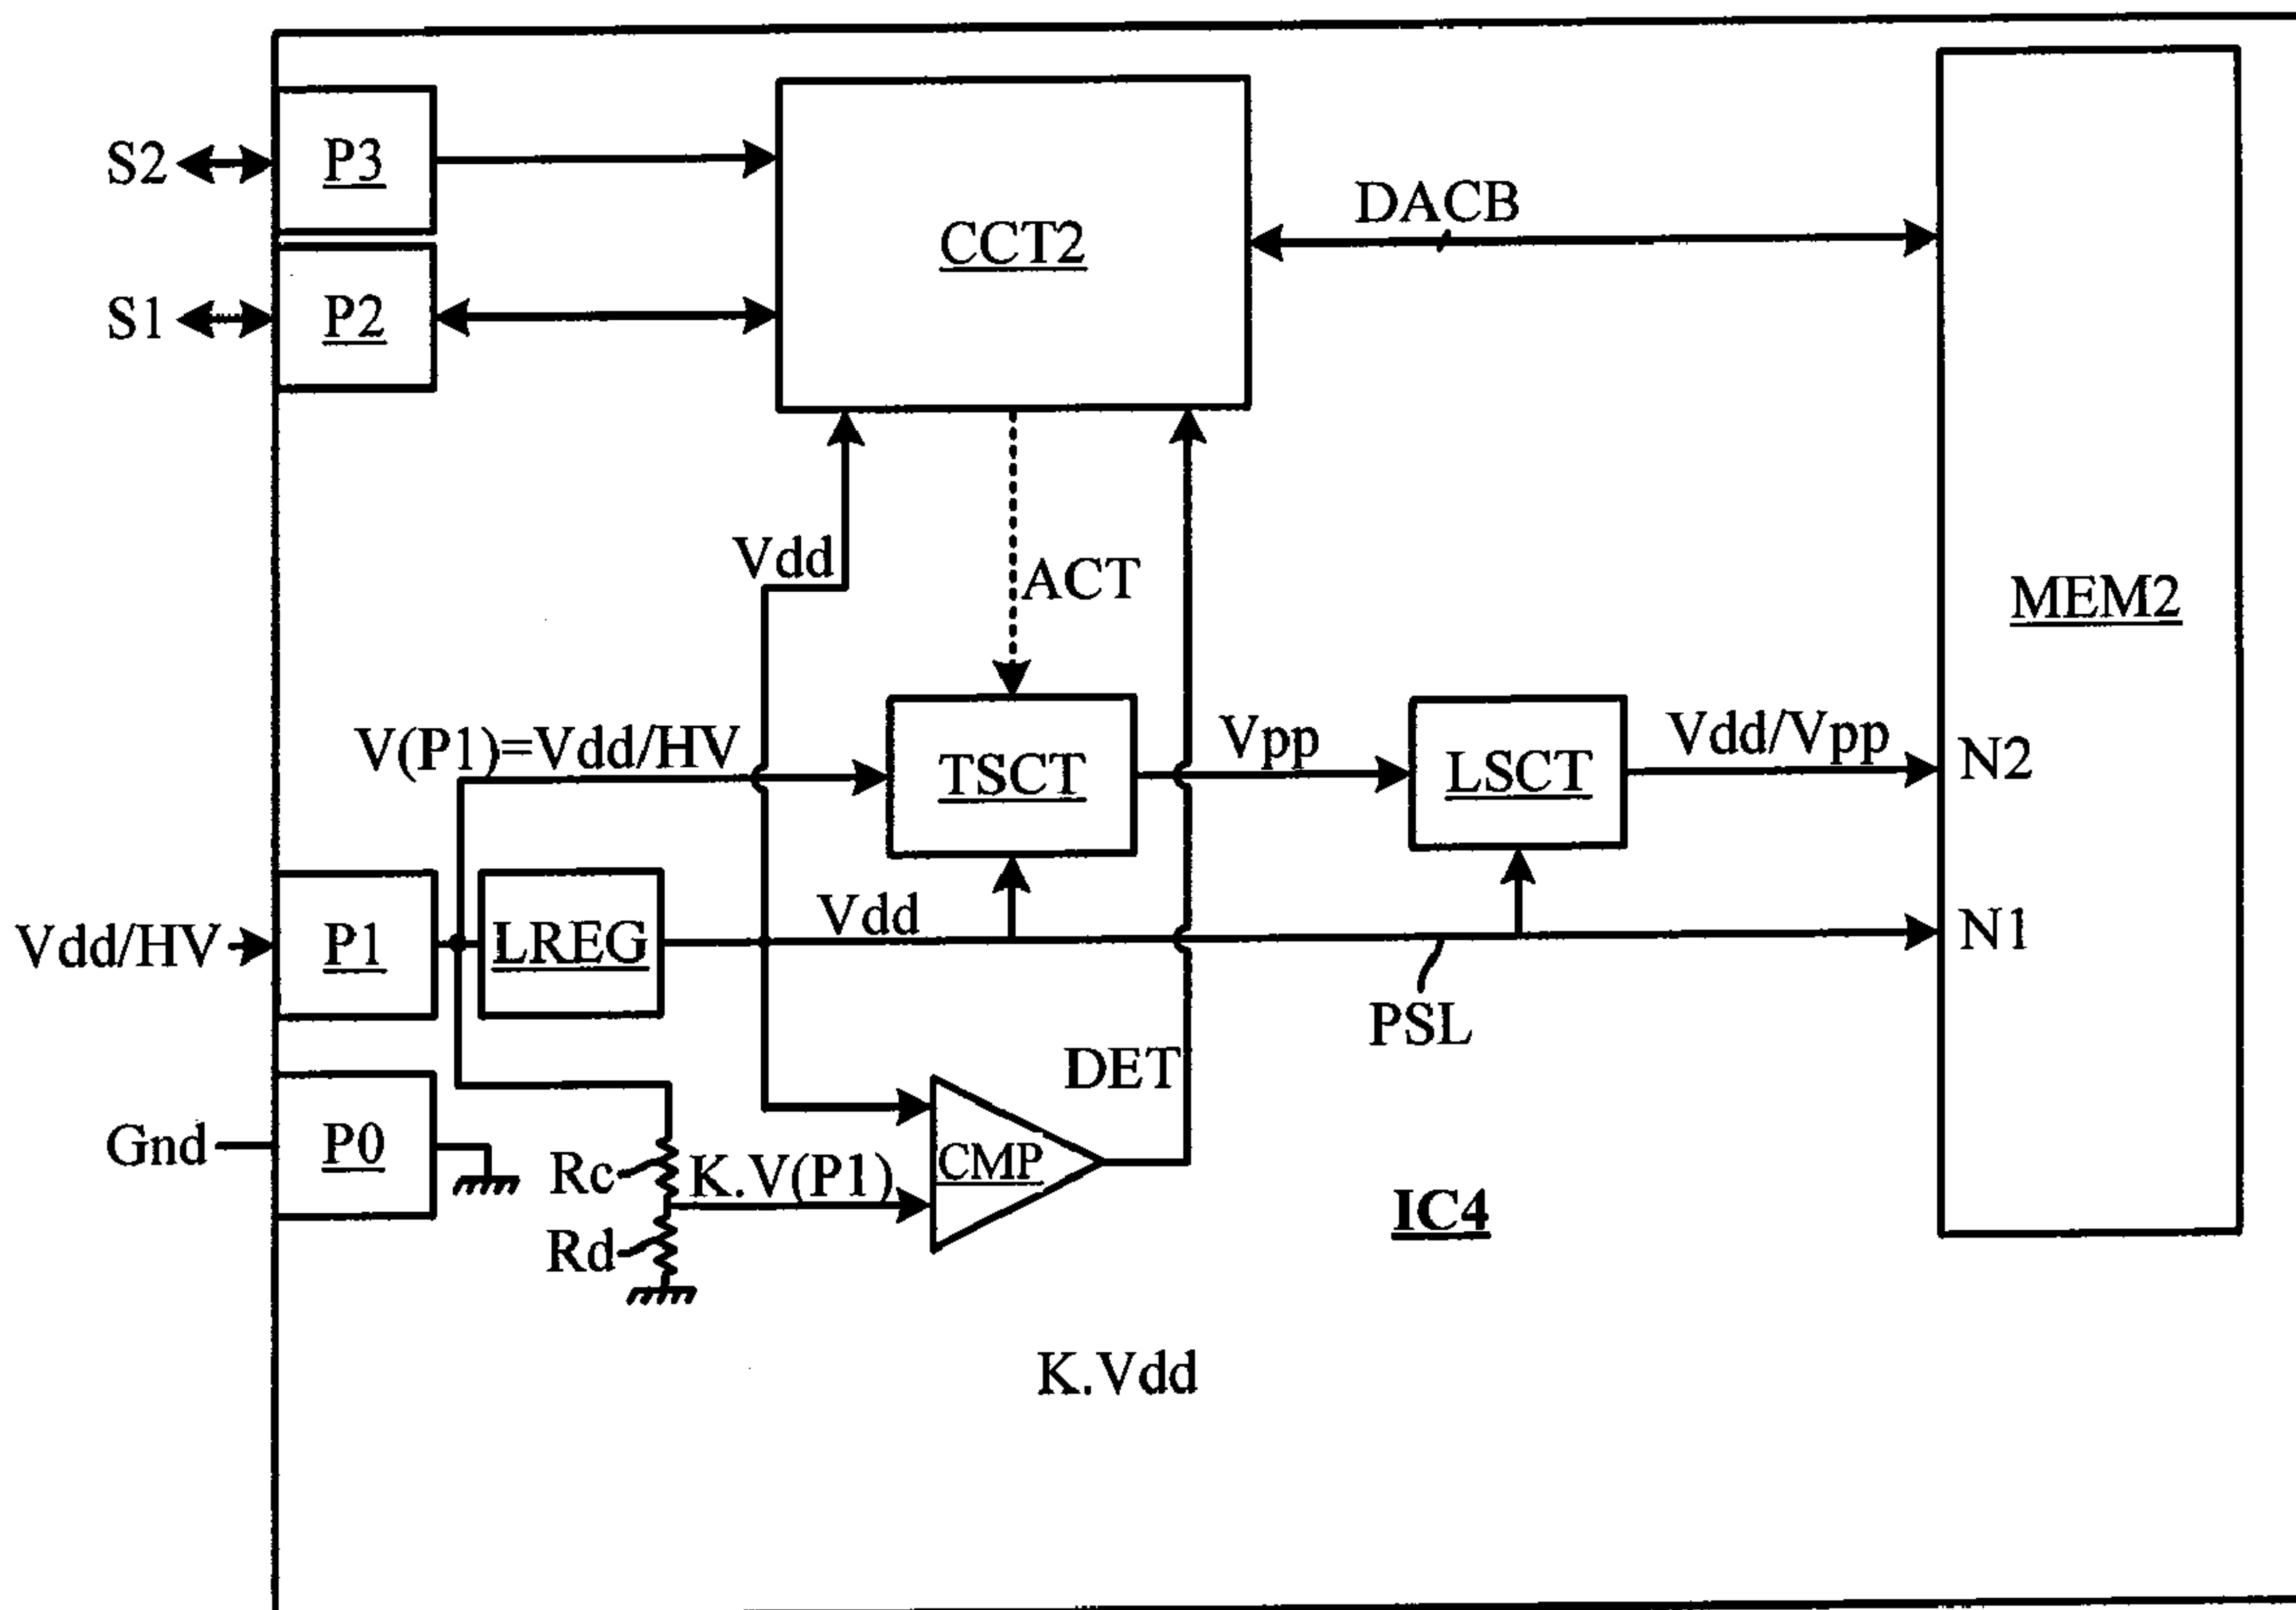 S2
P3
CCT2
DACB
S1
P2
MEM2
Vdd
ACT
V(P1)=Vdd/HV
TSCT
Vpp
LSCT
Vdd/Vpp
N2
Vdd/HV
P1
LREG
Vdd
N1
PSL
DET
Gnd
P0
Rc
K.V(P1)
CMP
Rd
IC4
K.Vdd